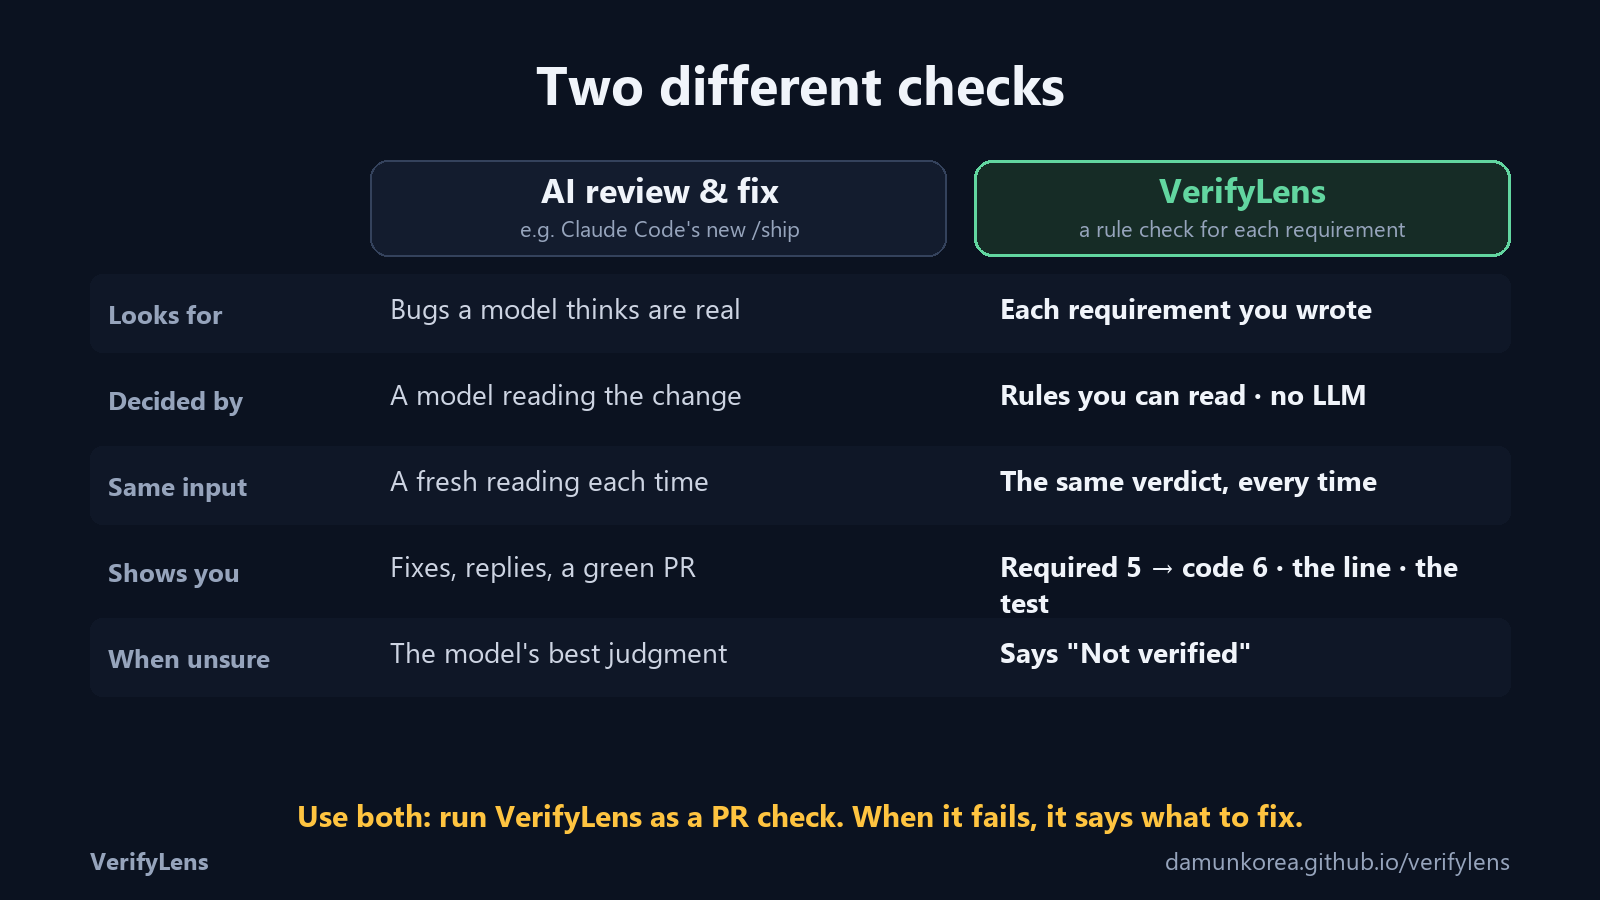 Two different checks
AI review & fix
e.g. Claude Code's new /ship
VerifyLens
a rule check for each requirement
Looks for
Bugs a model thinks are real
Each requirement you wrote
Decided by
A model reading the change
Rules you can read · no LLM
Same input
A fresh reading each time
The same verdict, every time
Shows you
Fixes, replies, a green PR
Required 5 → code 6 · the line · the
test
When unsure
The model's best judgment
Says "Not verified"
Use both: run VerifyLens as a PR check. When it fails, it says what to fix.
VerifyLens
damunkorea.github.io/verifylens